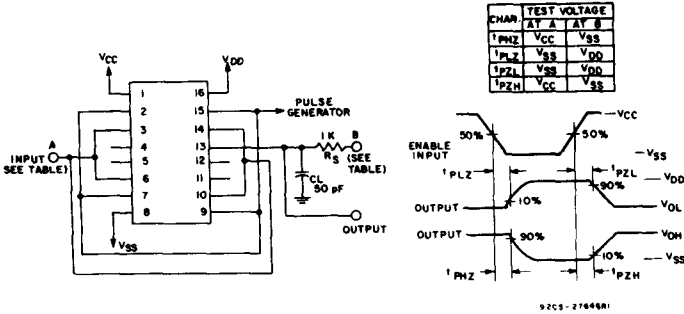 CHAR. TEST VOLTAGE
AT A AT B
tPHZ VCC VSS
tPLZ VSS VDD
tPZL VSS VDD
tPZH VCC VSS
VCC
VDD
1 16
2 15
3 14
4 13
5 12
6 11
7 10
8 9
PULSE
GENERATOR
A
INPUT
(SEE TABLE)
1 K
RS
B
(SEE
TABLE)
CL
50 pF
OUTPUT
VSS
VCC
50%
50%
ENABLE
INPUT
VSS
tPLZ
tPZL
VDD
90%
10%
OUTPUT
VOL
OUTPUT
90%
VOH
10%
VSS
tPHZ
tPZH
92CS-27646R1